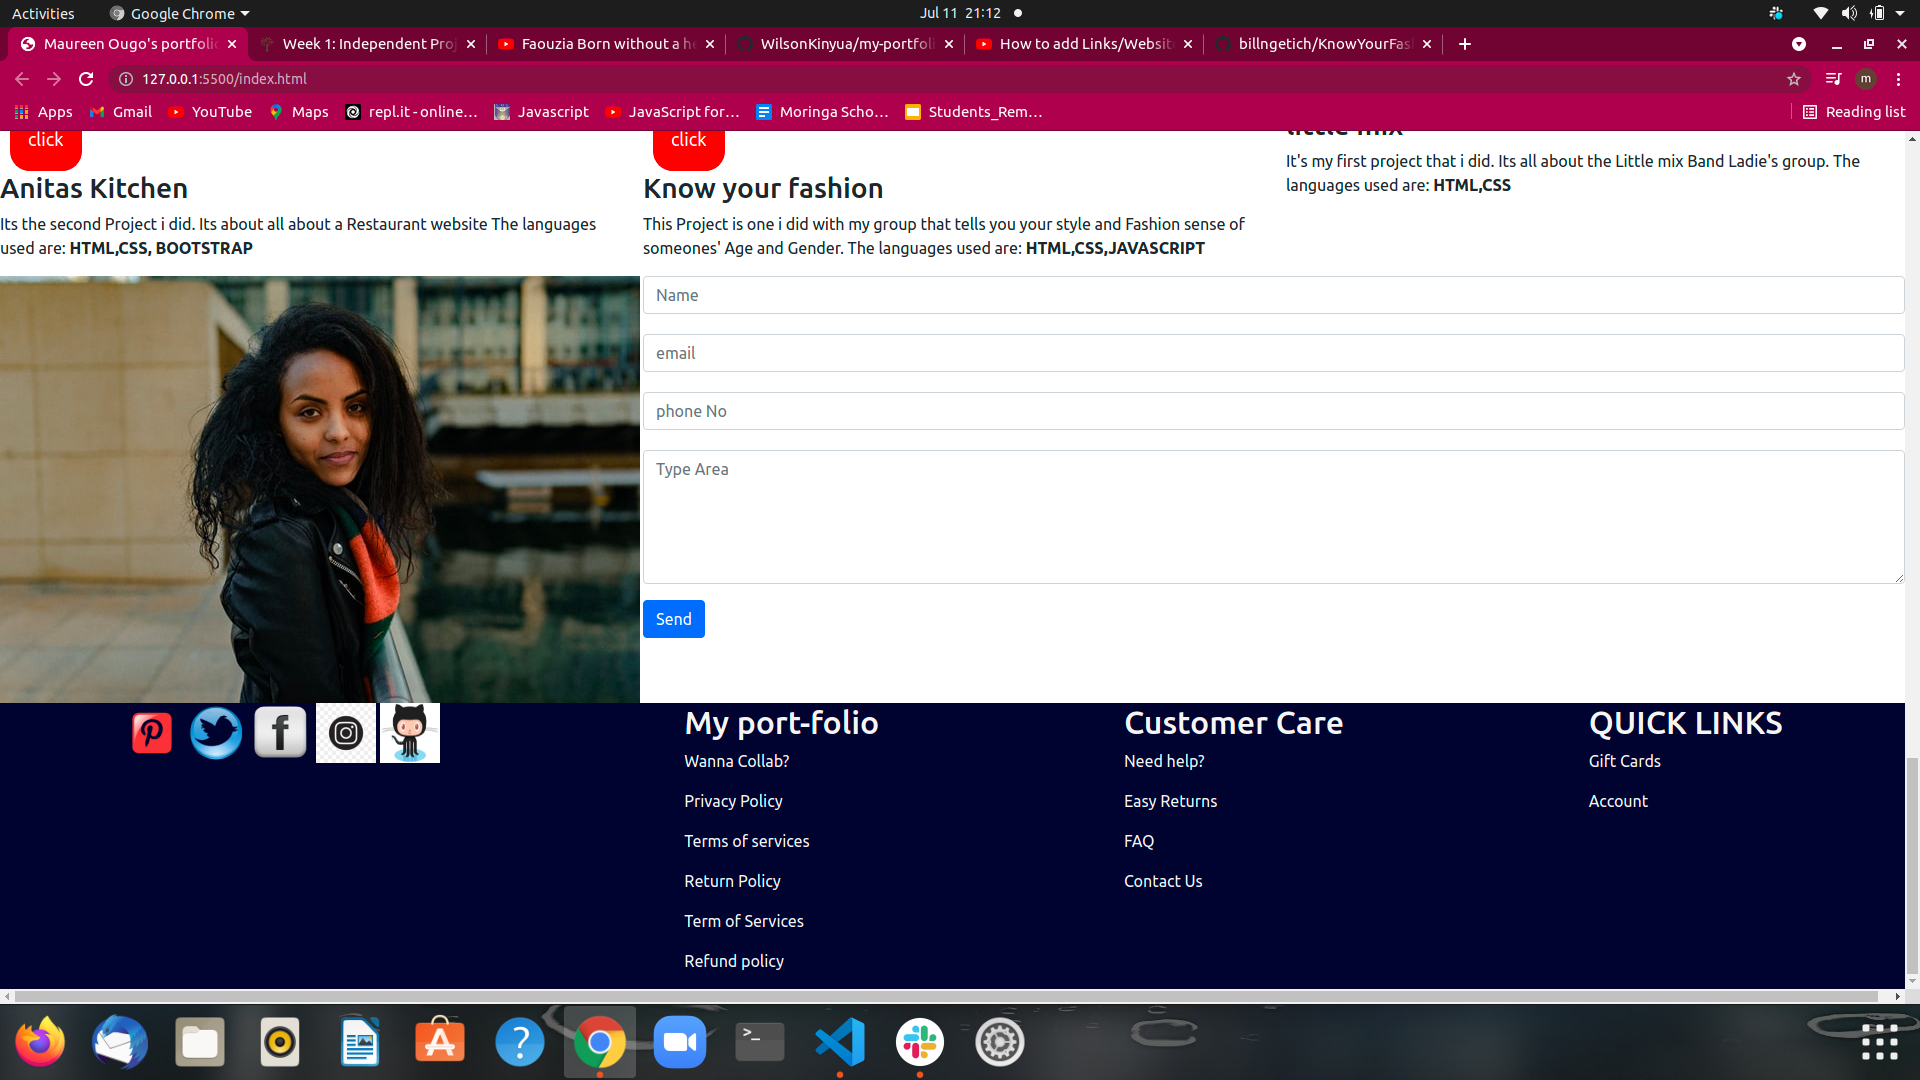 Activities
Google Chrome
Jul 11 21:12
Maureen Ougo's portfolio
Week 1: Independent Proj
Faouzia Born without a he
WilsonKinyua/my-portfoli
How to add Links/Websit
billngetich/KnowYourFas
127.0.0.1:5500/index.html
m
Apps
Gmail
YouTube
Maps
repl.it - online...
Javascript
JavaScript for...
Moringa Scho...
Students_Rem...
Reading list
click
click
little mix
It's my first project that i did. Its all about the Little mix Band Ladie's group. The
languages used are: HTML,CSS
Anitas Kitchen
Its the second Project i did. Its about all about a Restaurant website The languages
used are: HTML,CSS, BOOTSTRAP
Know your fashion
This Project is one i did with my group that tells you your style and Fashion sense of
someones' Age and Gender. The languages used are: HTML,CSS,JAVASCRIPT
Name
email
phone No
Type Area
Send
My port-folio
Wanna Collab?
Privacy Policy
Terms of services
Return Policy
Term of Services
Refund policy
Customer Care
Need help?
Easy Returns
FAQ
Contact Us
QUICK LINKS
Gift Cards
Account